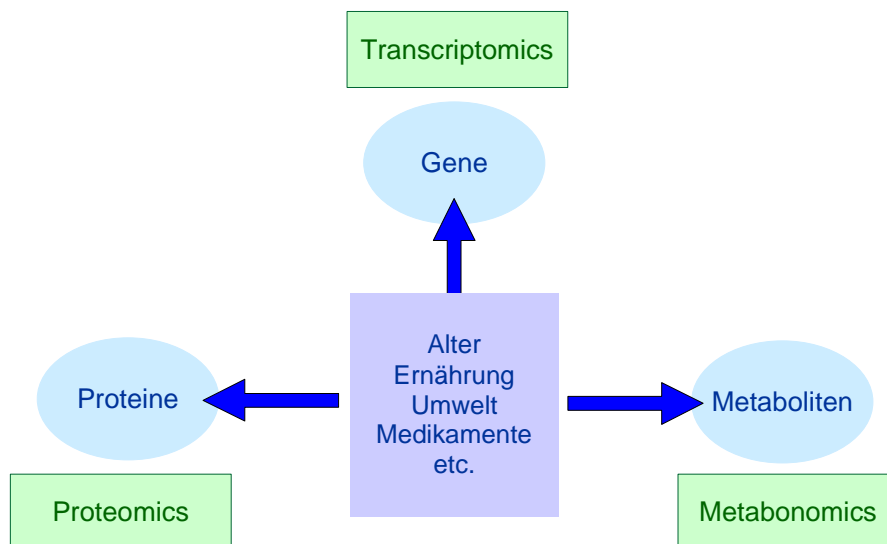 Transcriptomics
Gene
Alter
Ernährung
Umwelt
Medikamente
etc.
Proteine
Metaboliten
Proteomics
Metabonomics